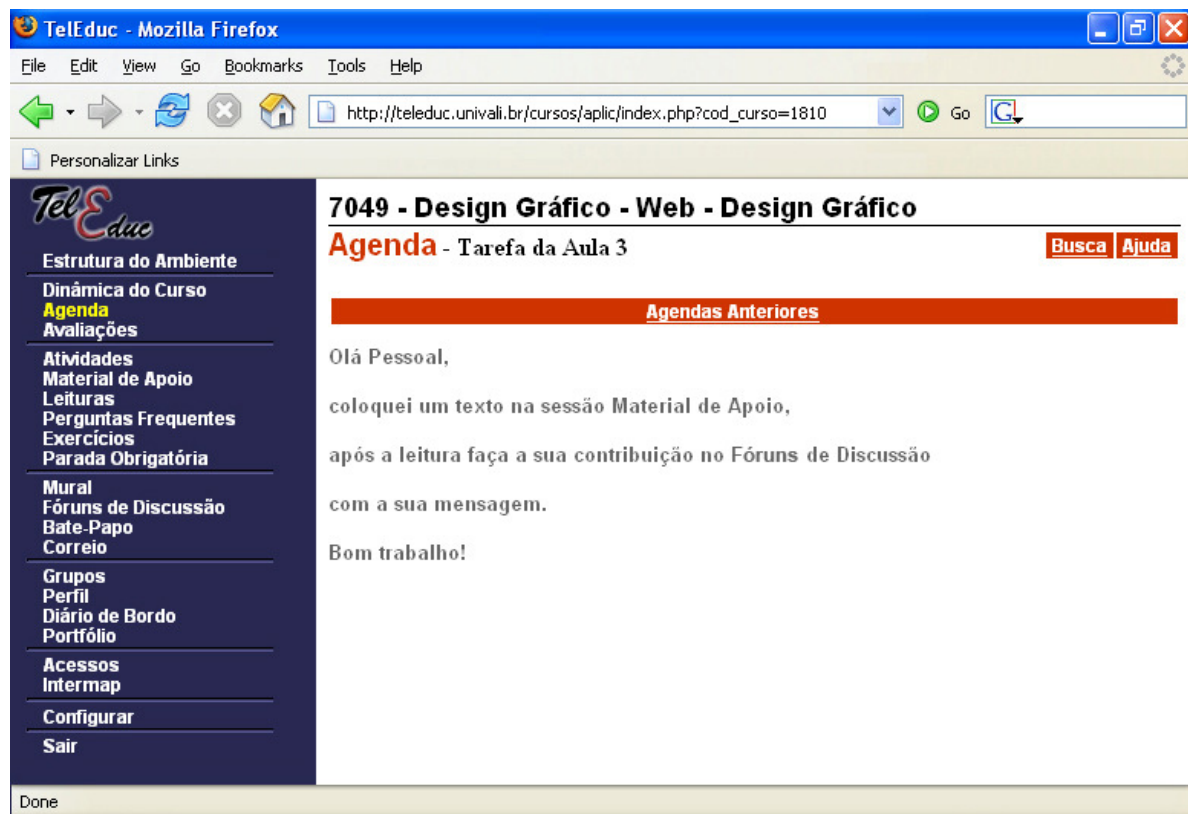 TelEduc - Mozilla Firefox
File Edit View Go Bookmarks Tools Help
http://teleduc.univali.br/cursos/aplic/index.php?cod_curso=1810 Go G
Personalizar Links
TelEduc
Estrutura do Ambiente
Dinâmica do Curso
Agenda
Avaliações
Atividades
Material de Apoio
Leituras
Perguntas Frequentes
Exercícios
Parada Obrigatória
Mural
Fóruns de Discussão
Bate-Papo
Correio
Grupos
Perfil
Diário de Bordo
Portfólio
Acessos
Intermap
Configurar
Sair
7049 - Design Gráfico - Web - Design Gráfico
Agenda - Tarefa da Aula 3
Busca Ajuda
Agendas Anteriores
Olá Pessoal,
coloquei um texto na sessão Material de Apoio,
após a leitura faça a sua contribuição no Fóruns de Discussão
com a sua mensagem.
Bom trabalho!
Done